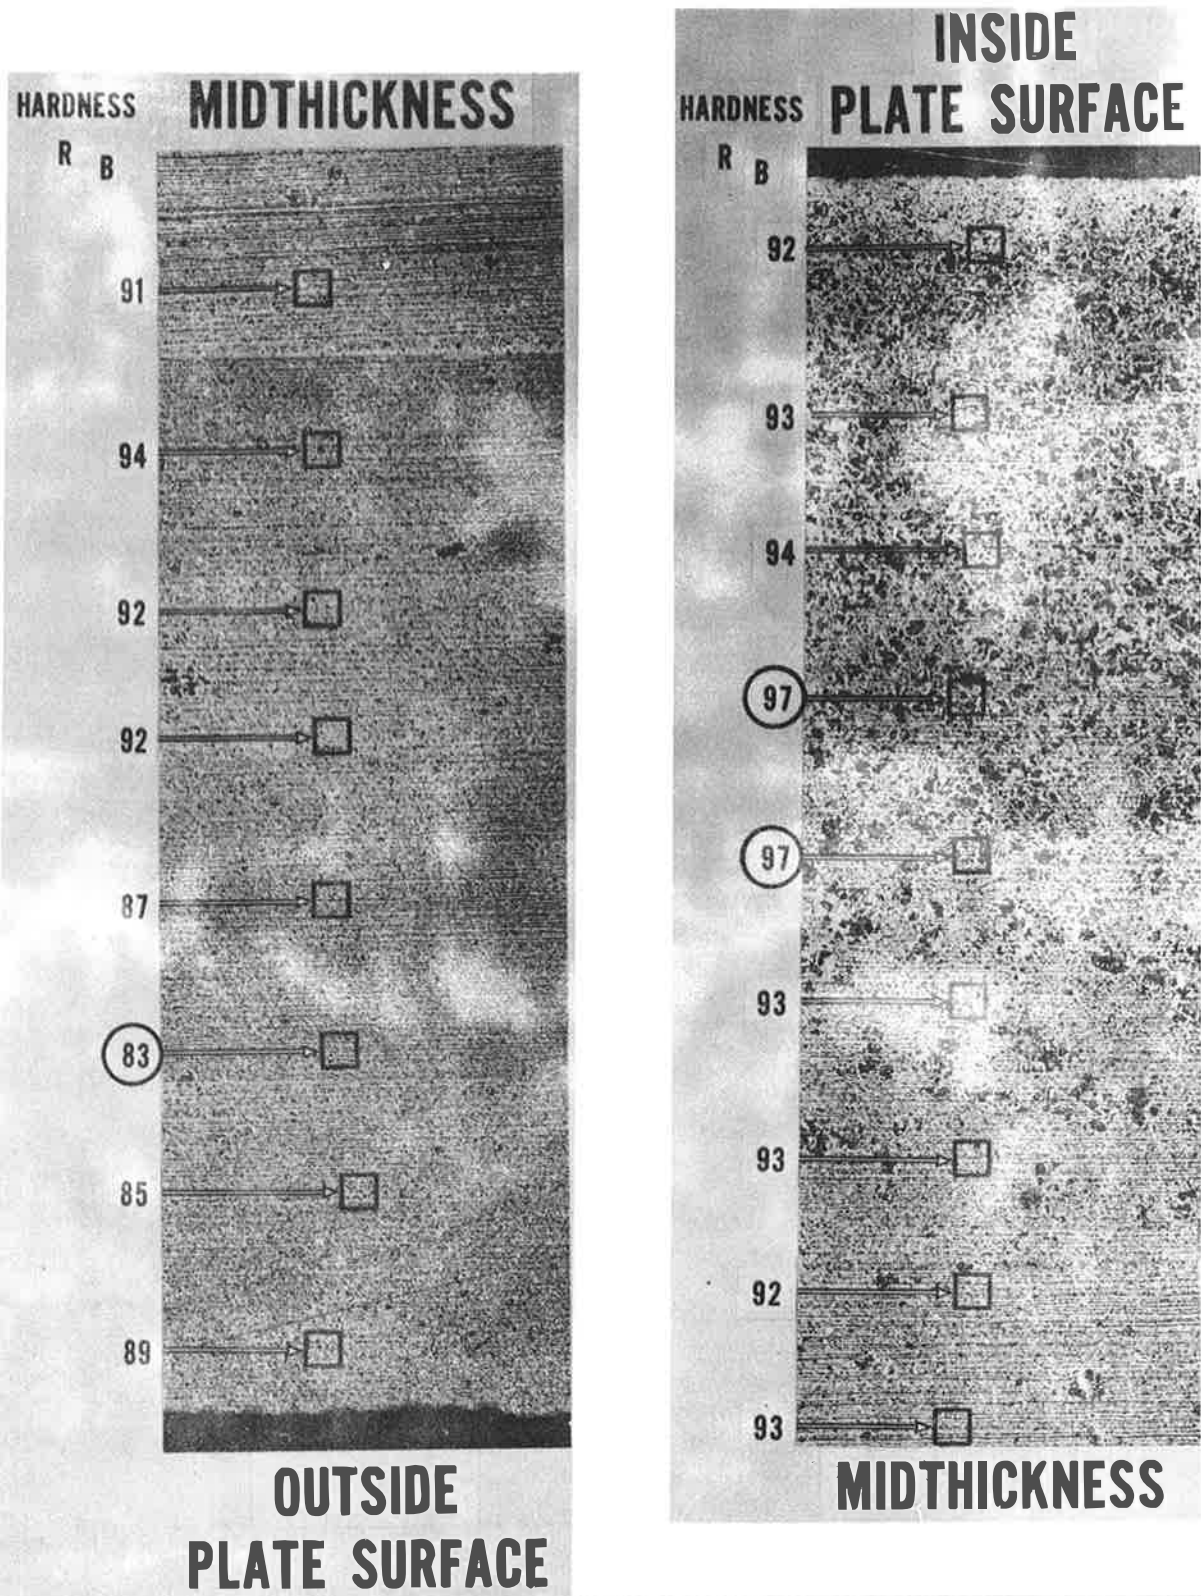 MIDTHICKNESS
HARDNESS
R B
91
94
92
92
87
83
85
89
OUTSIDE
PLATE SURFACE
INSIDE
PLATE SURFACE
HARDNESS
R B
92
93
94
97
97
93
93
92
93
MIDTHICKNESS